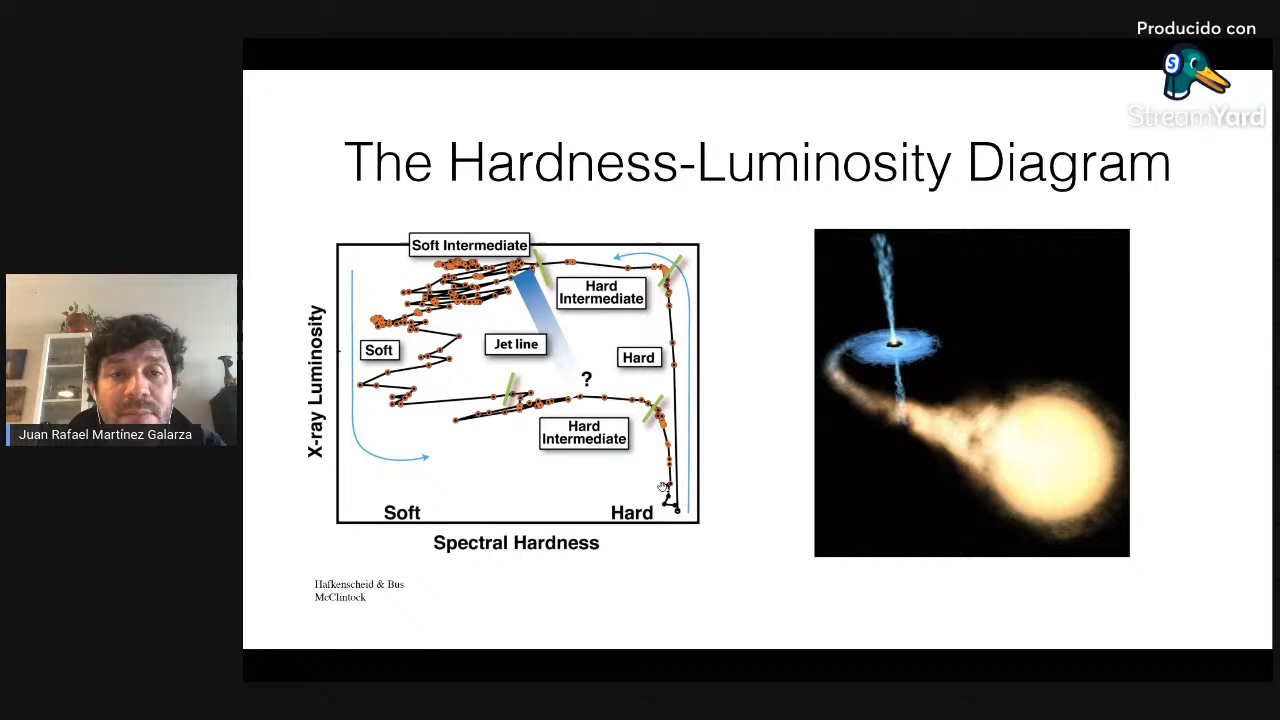 Producido con
S
StreamYard
The Hardness-Luminosity Diagram
Soft Intermediate
Hard
Intermediate
X-ray Luminosity
Soft
Jet line
Hard
?
Hard
Intermediate
Soft
Hard
Spectral Hardness
Hafkenscheid & Bus
McClintock
Juan Rafael Martínez Galarza